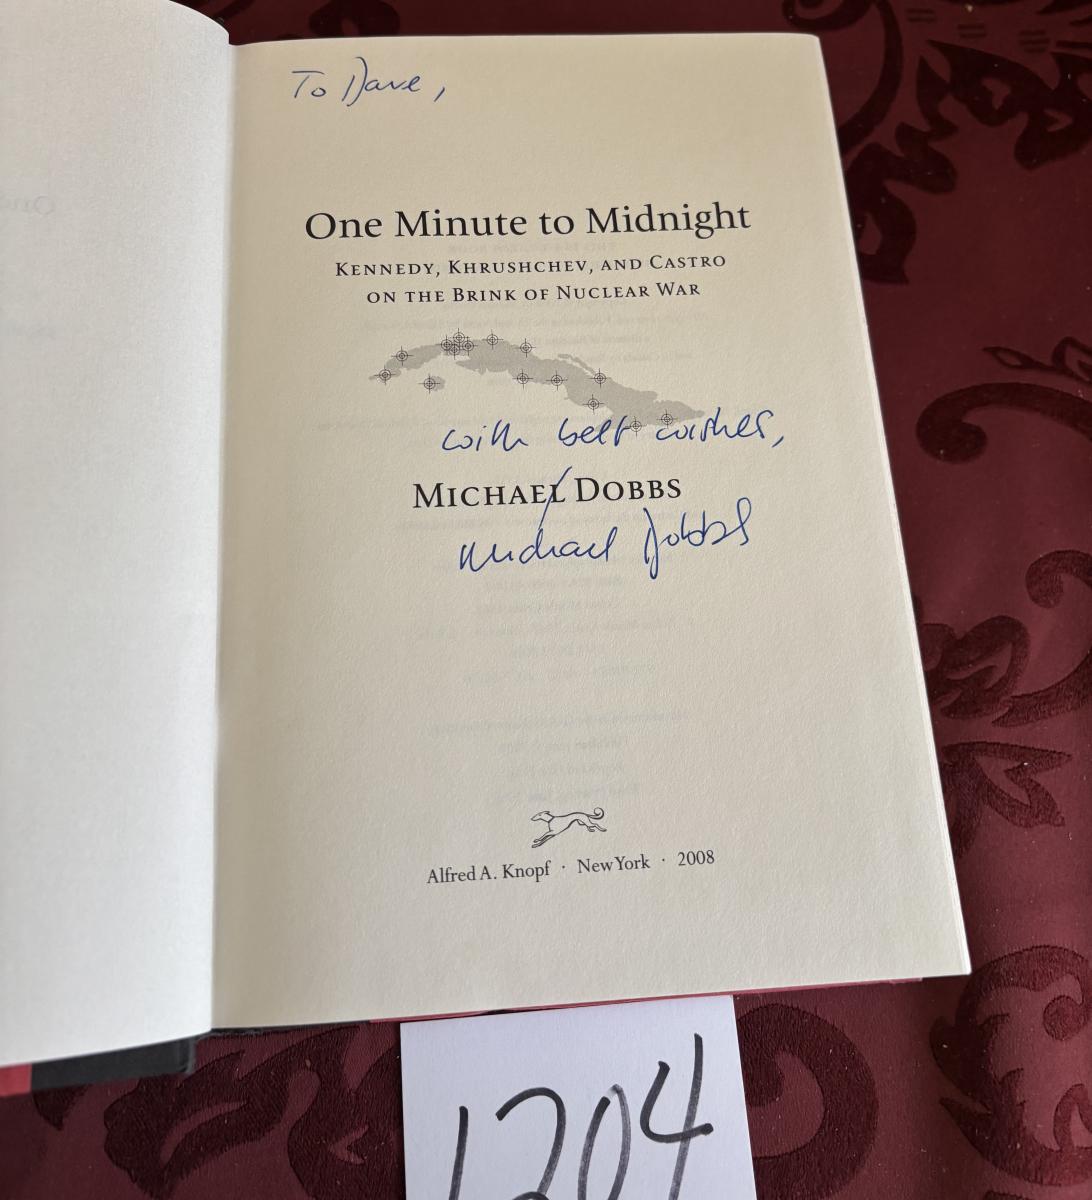 To Dave,
One Minute to Midnight
KENNEDY, KHRUSHCHEV, AND CASTRO
ON THE BRINK OF NUCLEAR WAR
with best wishes,
MICHAEL DOBBS
Michael Dobbs
Alfred A. Knopf · New York · 2008
1204